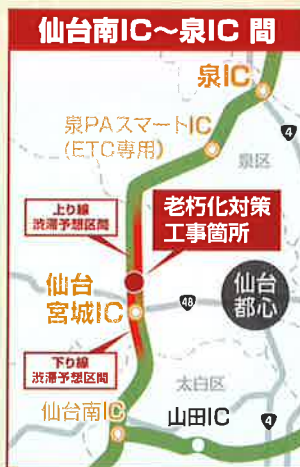 仙台南IC～泉IC 間
泉IC
泉PAスマートIC
(ETC専用)
4
泉区
上り線
渋滞予想区間
老朽化対策
工事箇所
仙台
宮城IC
48
仙台
都心
下り線
渋滞予想区間
太白区
仙台南IC
山田IC
4